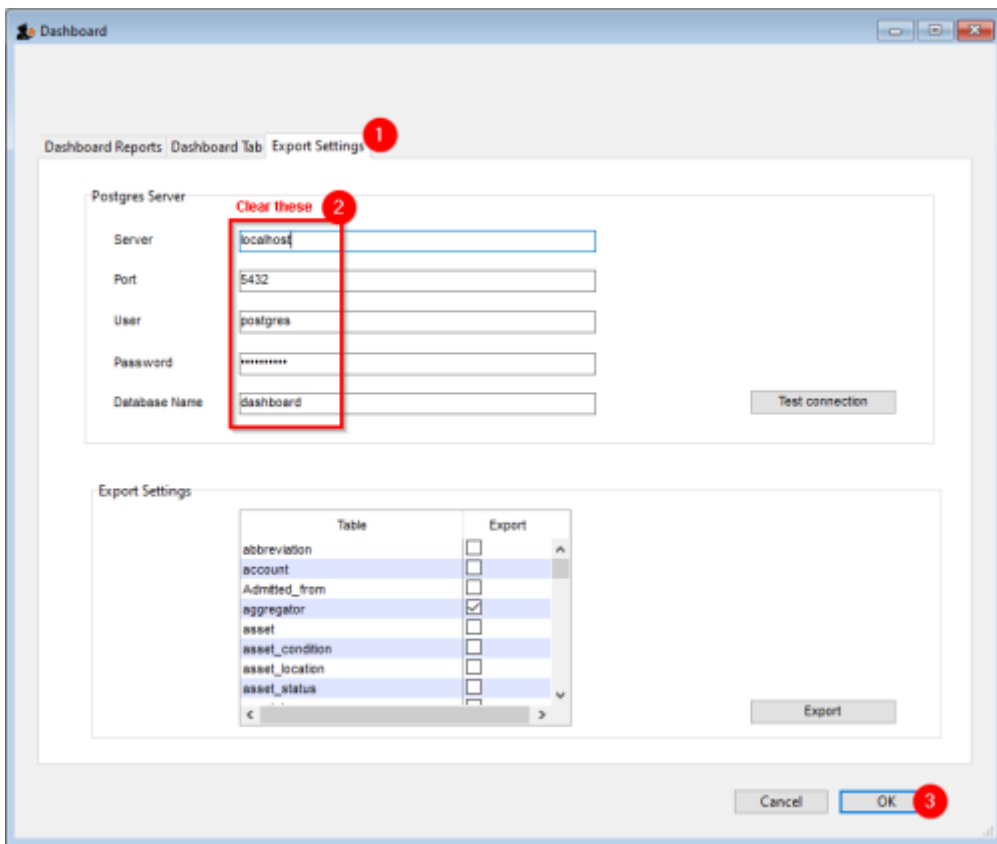 Dashboard
Dashboard Reports Dashboard Tab Export Settings 1
Postgres Server
Clear these 2
Server localhost
Port 5432
User postgres
Password •••••••••••
Database Name dashboard
Test connection
Export Settings
Table Export
abbreviation
account
Admitted_from
aggregator
asset
asset_condition
asset_location
asset_status
Export
Cancel OK 3